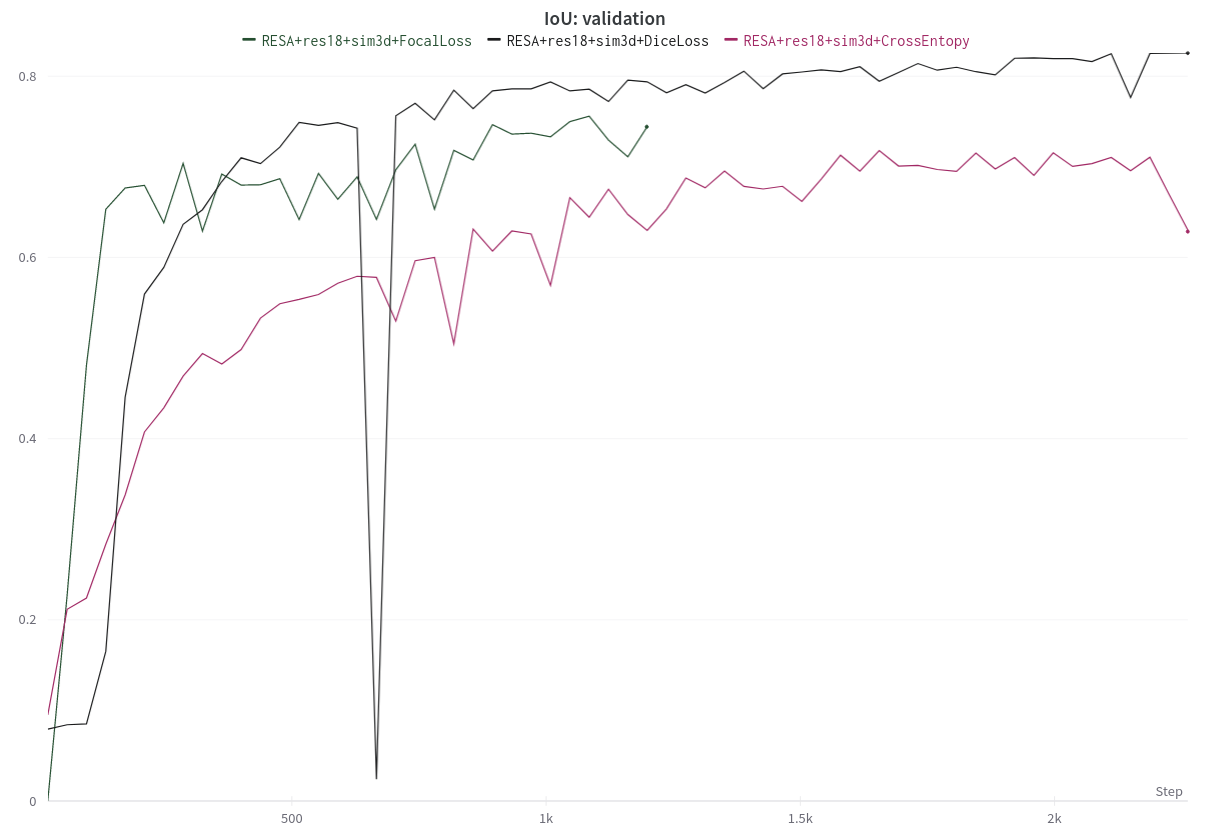 IoU: validation
RESA+res18+sim3d+FocalLoss RESA+res18+sim3d+DiceLoss RESA+res18+sim3d+CrossEntopy
0.8
0.6
0.4
0.2
0
Step
500 1k 1.5k 2k